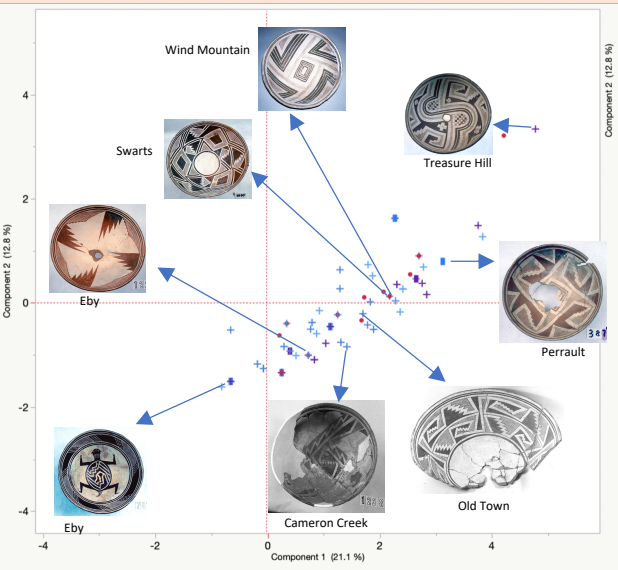 Wind Mountain
Swarts
Treasure Hill
Eby
Perrault
Eby
Cameron Creek
Old Town
4
2
0
-2
-4
-4
-2
0
2
4
Component 1 (21.1 %)
Component 2 (12.8 %)
Component 2 (12.8 %)